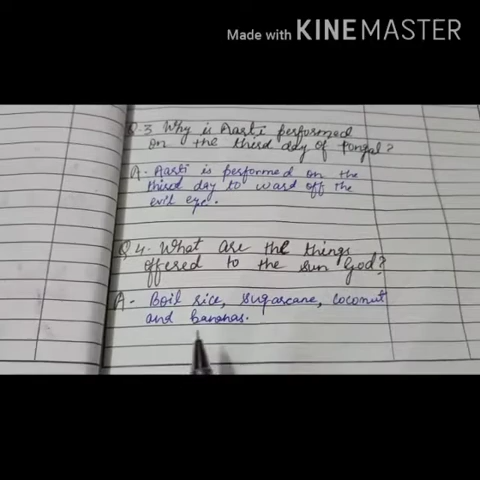 Made with KINEMASTER
Q.3 Why is Aarti performed
on the third day of Pongal?
A. Aarti is performed on the
third day to ward off the
evil eye.
Q 4. What are the things
offered to the sun God?
A - Boil rice, sugarcane, coconut
and bananas.